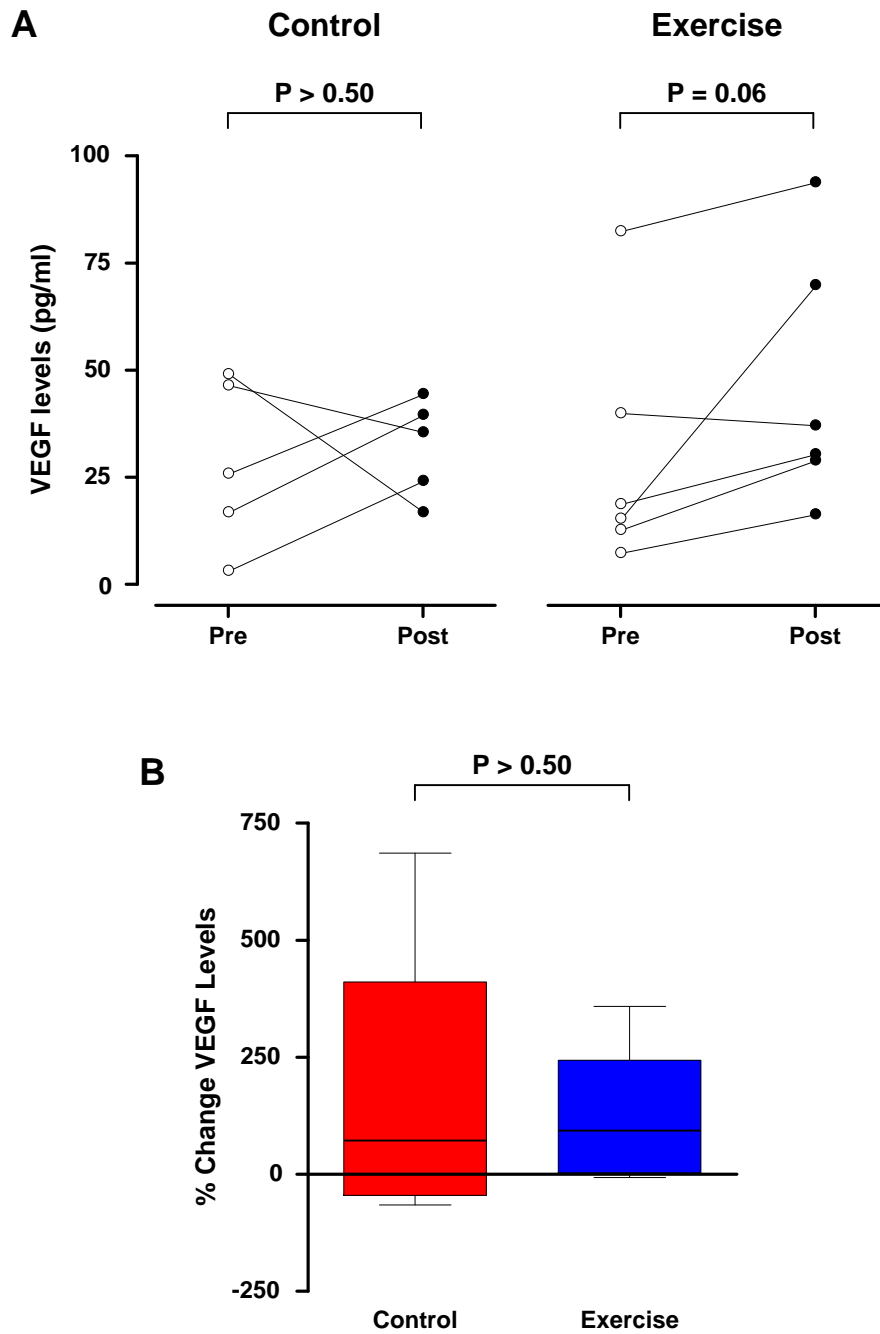 A
Control
Exercise
P > 0.50
P = 0.06
VEGF levels (pg/ml)
100
75
50
25
0
Pre
Post
Pre
Post
B
P > 0.50
% Change VEGF Levels
750
500
250
0
-250
Control
Exercise